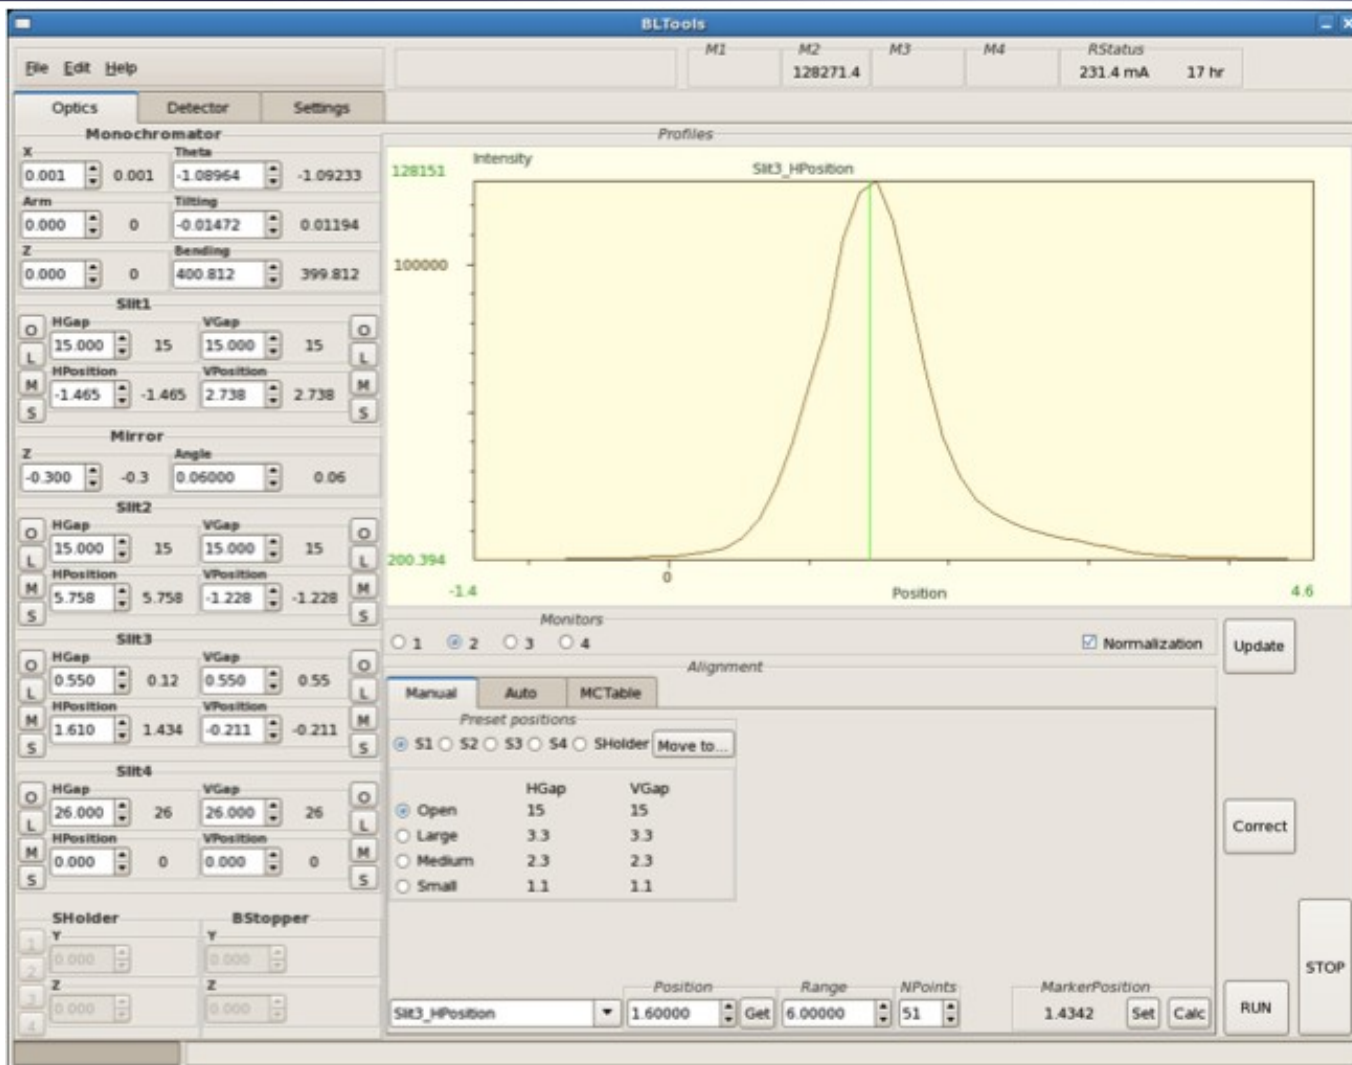 BLTools
File Edit Help
M1 M2 M3 M4 RStatus
128271.4 231.4 mA 17 hr
Optics Detector Settings
Monochromator
X Theta
0.001 0.001 -1.08964 -1.09233
Arm Tilting
0.000 0 -0.01472 0.01194
Z Bending
0.000 0 400.812 399.812
Slit1
HGap VGap
O 15.000 15 15.000 15 O
L L
HPosition VPosition
M -1.465 -1.465 2.738 2.738 M
S S
Mirror
Z Angle
-0.300 -0.3 0.06000 0.06
Slit2
HGap VGap
O 15.000 15 15.000 15 O
L L
HPosition VPosition
M 5.758 5.758 -1.228 -1.228 M
S S
Slit3
HGap VGap
O 0.550 0.12 0.550 0.55 O
L L
HPosition VPosition
M 1.610 1.434 -0.211 -0.211 M
S S
Slit4
HGap VGap
O 26.000 26 26.000 26 O
L L
HPosition VPosition
M 0.000 0 0.000 0 M
S S
SHolder BStopper
Y Y
1 0.000 0.000
2
Z Z
3 0.000 0.000
4
Profiles
128151 Intensity Slit3_HPosition
100000
200.394
0
-1.4 Position 4.6
Monitors
1 2 3 4 Normalization
Update
Alignment
Manual Auto MCTable
Preset positions
S1 S2 S3 S4 SHolder Move to...
HGap VGap
Open 15 15
Large 3.3 3.3
Medium 2.3 2.3
Small 1.1 1.1
Correct
STOP
Position Range NPoints MarkerPosition
Slit3_HPosition 1.60000 Get 6.00000 51 1.4342 Set Calc
RUN